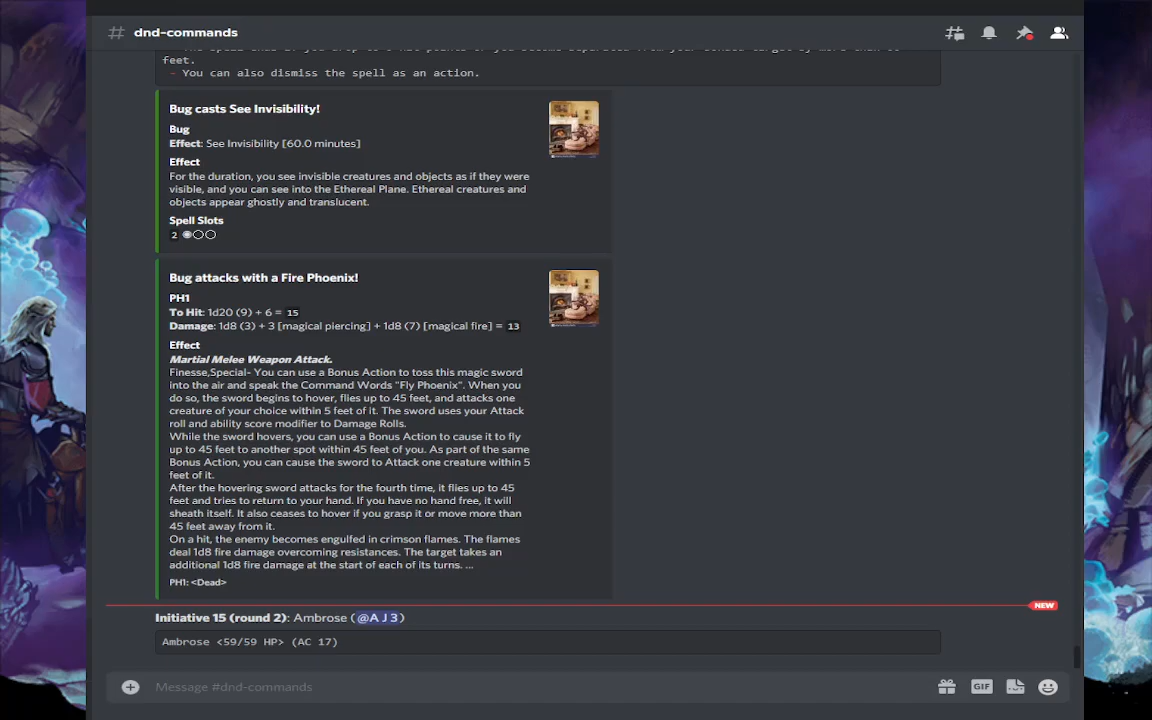 # dnd-commands
feet.
- You can also dismiss the spell as an action.
Bug casts See Invisibility!
Bug
Effect: See Invisibility [60.0 minutes]
Effect
For the duration, you see invisible creatures and objects as if they were
visible, and you can see into the Ethereal Plane. Ethereal creatures and
objects appear ghostly and translucent.
Spell Slots
2
Bug attacks with a Fire Phoenix!
PH1
To Hit: 1d20 (9) + 6 = 15
Damage: 1d8 (3) + 3 [magical piercing] + 1d8 (7) [magical fire] = 13
Effect
Martial Melee Weapon Attack.
Finesse,Special- You can use a Bonus Action to toss this magic sword
into the air and speak the Command Words "Fly Phoenix". When you
do so, the sword begins to hover, flies up to 45 feet, and attacks one
creature of your choice within 5 feet of it. The sword uses your Attack
roll and ability score modifier to Damage Rolls.
While the sword hovers, you can use a Bonus Action to cause it to fly
up to 45 feet to another spot within 45 feet of you. As part of the same
Bonus Action, you can cause the sword to Attack one creature within 5
feet of it.
After the hovering sword attacks for the fourth time, it flies up to 45
feet and tries to return to your hand. If you have no hand free, it will
sheath itself. It also ceases to hover if you grasp it or move more than
45 feet away from it.
On a hit, the enemy becomes engulfed in crimson flames. The flames
deal 1d8 fire damage overcoming resistances. The target takes an
additional 1d8 fire damage at the start of each of its turns. ...
PH1: <Dead>
NEW
Initiative 15 (round 2): Ambrose (@A J 3)
Ambrose <59/59 HP> (AC 17)
Message #dnd-commands
GIF